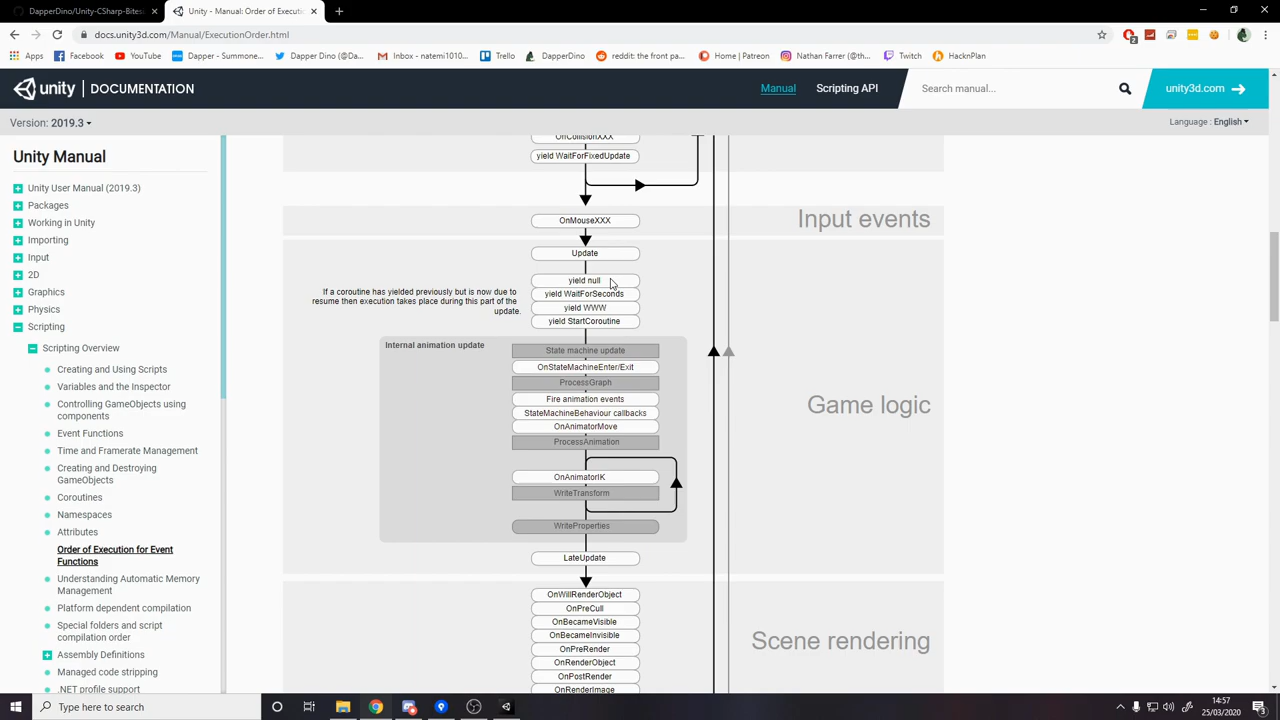 DapperDino/Unity-CSharp-Bitesi
Unity - Manual: Order of Executi
docs.unity3d.com/Manual/ExecutionOrder.html
Apps
Facebook
YouTube
Dapper - Summone...
Dapper Dino (@Da...
Inbox - natemi1010...
Trello
DapperDino
reddit: the front pa...
Home | Patreon
Nathan Farrer (@th...
Twitch
HacknPlan
unity
DOCUMENTATION
Manual
Scripting API
Search manual...
unity3d.com
Version: 2019.3
Language : English
Unity Manual
Unity User Manual (2019.3)
Packages
Working in Unity
Importing
Input
2D
Graphics
Physics
Scripting
Scripting Overview
Creating and Using Scripts
Variables and the Inspector
Controlling GameObjects using
components
Event Functions
Time and Framerate Management
Creating and Destroying
GameObjects
Coroutines
Namespaces
Attributes
Order of Execution for Event
Functions
Understanding Automatic Memory
Management
Platform dependent compilation
Special folders and script
compilation order
Assembly Definitions
Managed code stripping
.NET profile support
OnCollisionXXX
yield WaitForFixedUpdate
OnMouseXXX
Input events
Update
yield null
yield WaitForSeconds
yield WWW
yield StartCoroutine
If a coroutine has yielded previously but is now due to
resume then execution takes place during this part of the
update.
Internal animation update
State machine update
OnStateMachineEnter/Exit
ProcessGraph
Fire animation events
StateMachineBehaviour callbacks
OnAnimatorMove
ProcessAnimation
OnAnimatorIK
WriteTransform
WriteProperties
LateUpdate
Game logic
OnWillRenderObject
OnPreCull
OnBecameVisible
OnBecameInvisible
OnPreRender
OnRenderObject
OnPostRender
OnRenderImage
Scene rendering
Type here to search
14:57
25/03/2020